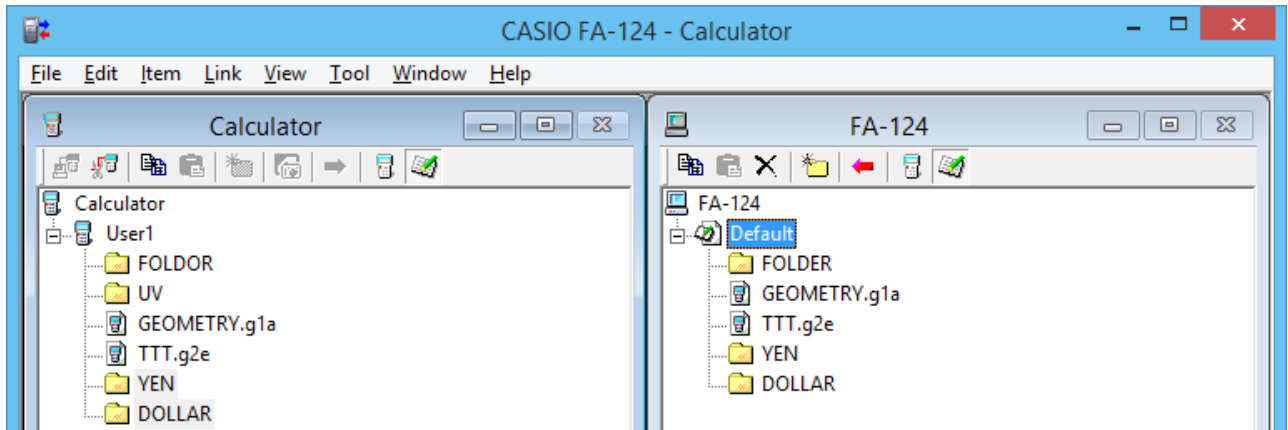 CASIO FA-124 - Calculator
File Edit Item Link View Tool Window Help
Calculator
Calculator
User1
FOLDOR
UV
GEOMETRY.g1a
TTT.g2e
YEN
DOLLAR
FA-124
FA-124
Default
FOLDER
GEOMETRY.g1a
TTT.g2e
YEN
DOLLAR